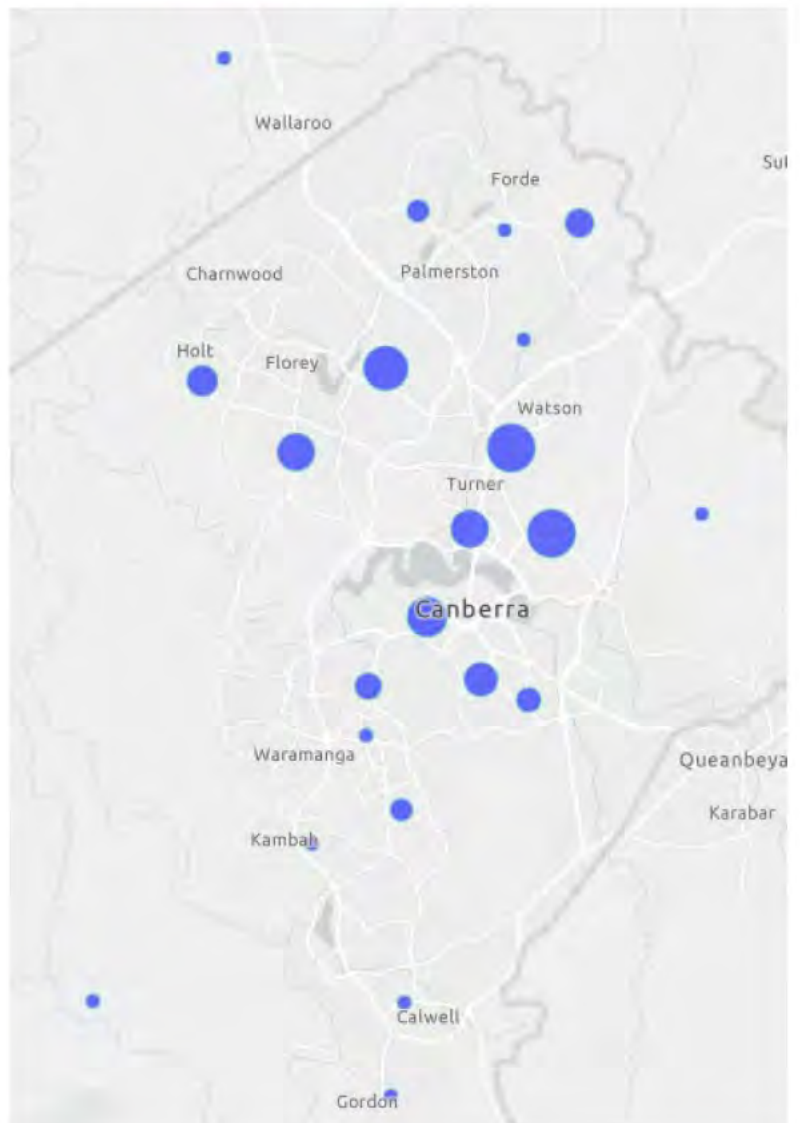 Wallaroo
Sul
Forde
Charnwood
Palmerston
Holt
Florey
Watson
Turner
Canberra
Waramanga
Queanbeya
Karabar
Kambah
Calwell
Gordon